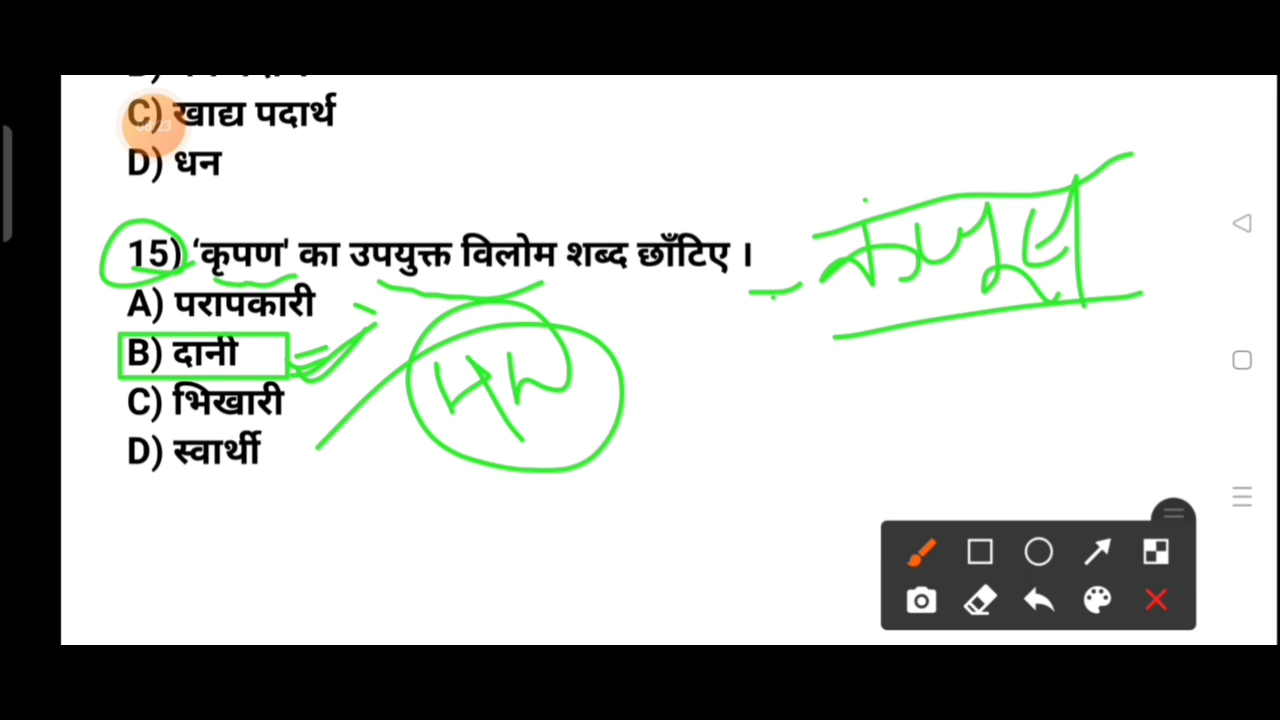 C) खाद्य पदार्थ
D) धन
15) 'कृपण' का उपयुक्त विलोम शब्द छाँटिए ।
कंजूस
A) परापकारी
B) दानी
C) भिखारी
D) स्वार्थी